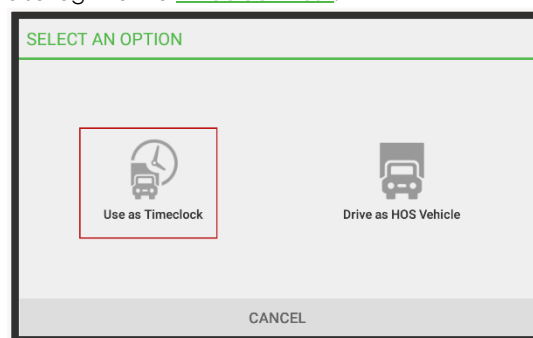 SELECT AN OPTION
Use as Timeclock
Drive as HOS Vehicle
CANCEL